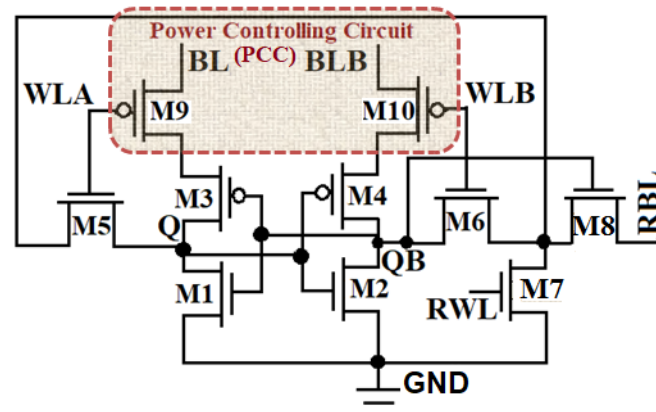 Power Controlling Circuit
BL (PCC) BLB
WLA M9 M10 WLB
M3 M4
M5 Q QB M6 M8 RBL
M1 M2 M7
RWL
GND